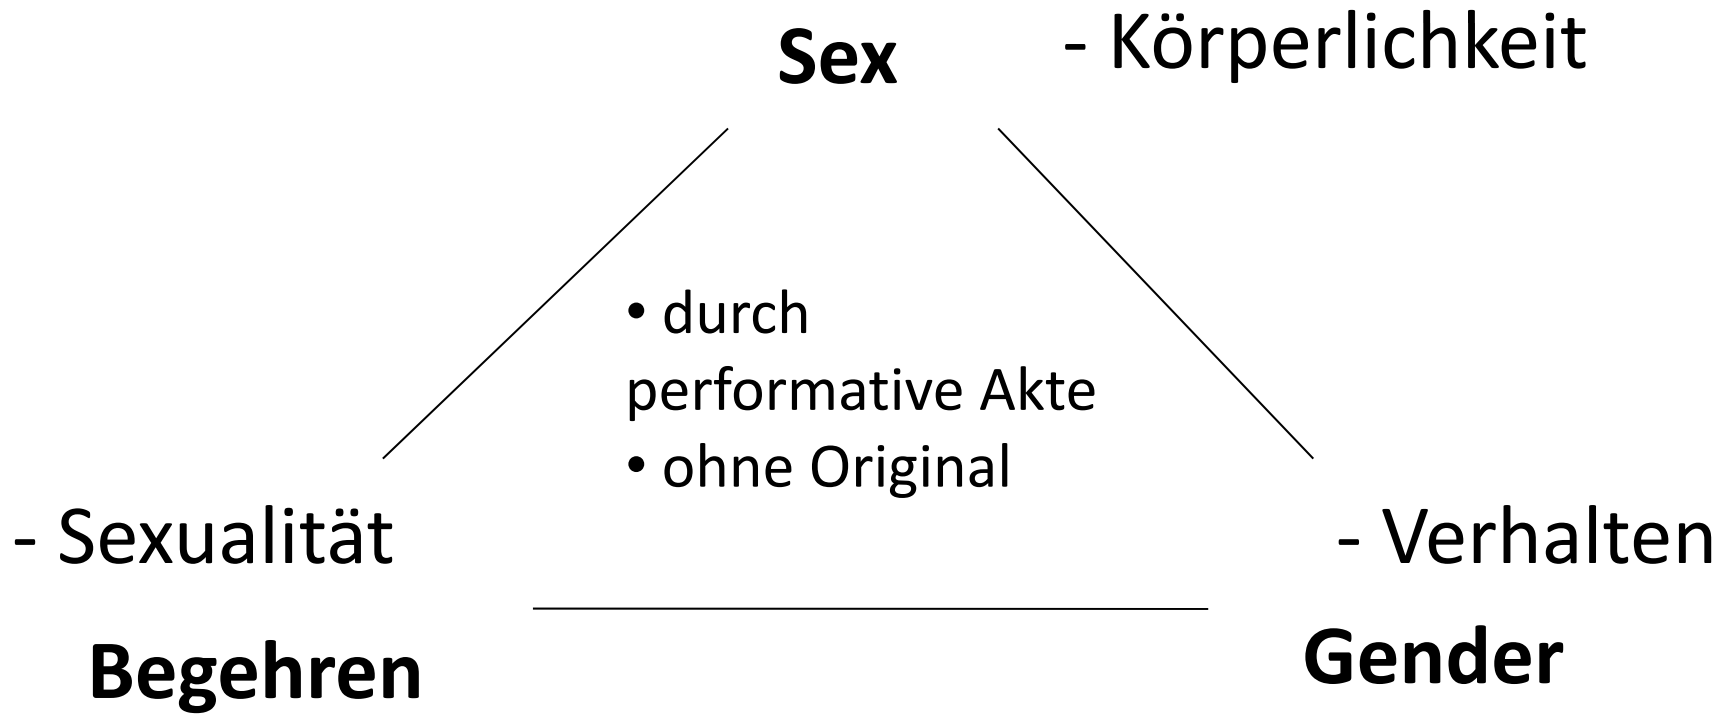 Sex
- Körperlichkeit
• durch
performative Akte
• ohne Original
- Sexualität
- Verhalten
Begehren
Gender